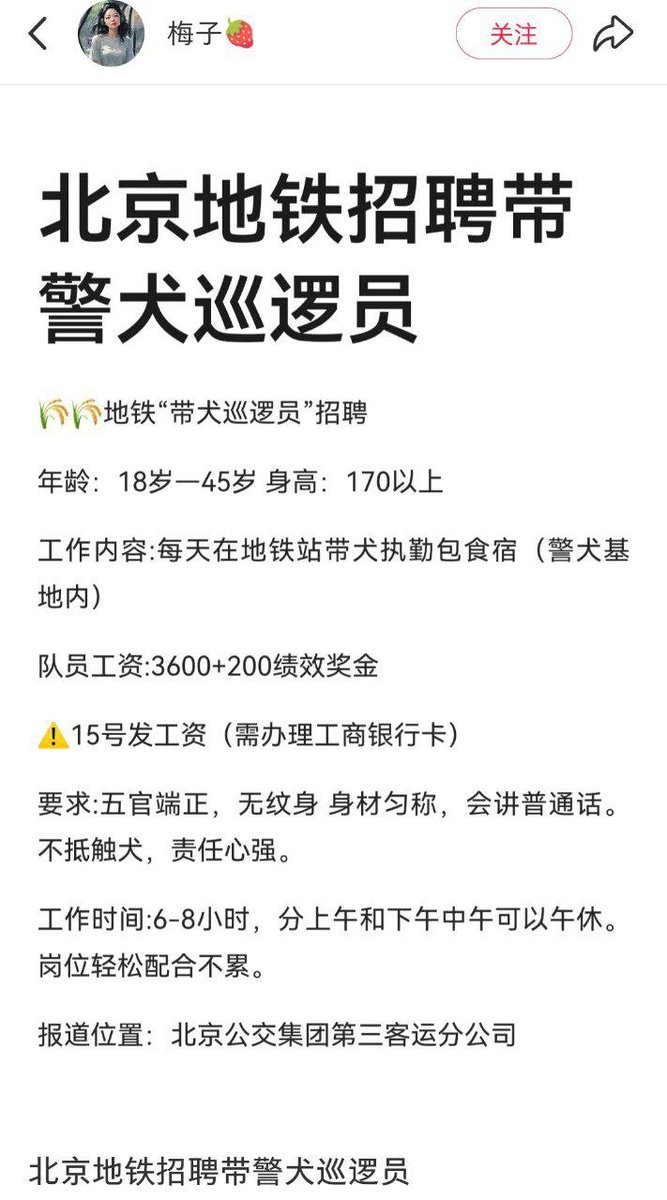 梅子🍓
关注
北京地铁招聘带
警犬巡逻员
🌾🌾地铁“带犬巡逻员”招聘
年龄：18岁—45岁 身高：170以上
工作内容:每天在地铁站带犬执勤包食宿（警犬基
地内）
队员工资:3600+200绩效奖金
⚠️15号发工资（需办理工商银行卡）
要求:五官端正，无纹身 身材匀称，会讲普通话。
不抵触犬，责任心强。
工作时间:6-8小时，分上午和下午中午可以午休。
岗位轻松配合不累。
报道位置：北京公交集团第三客运分公司
北京地铁招聘带警犬巡逻员